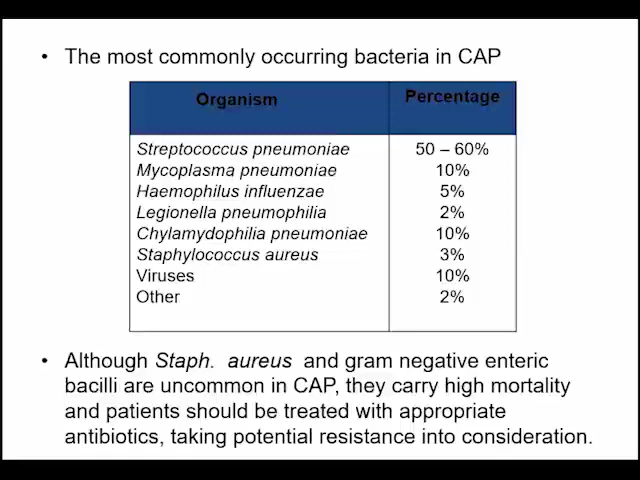 • The most commonly occurring bacteria in CAP
Organism Percentage
Streptococcus pneumoniae 50 – 60%
Mycoplasma pneumoniae 10%
Haemophilus influenzae 5%
Legionella pneumophilia 2%
Chylamydophilia pneumoniae 10%
Staphylococcus aureus 3%
Viruses 10%
Other 2%
• Although Staph. aureus and gram negative enteric
bacilli are uncommon in CAP, they carry high mortality
and patients should be treated with appropriate
antibiotics, taking potential resistance into consideration.